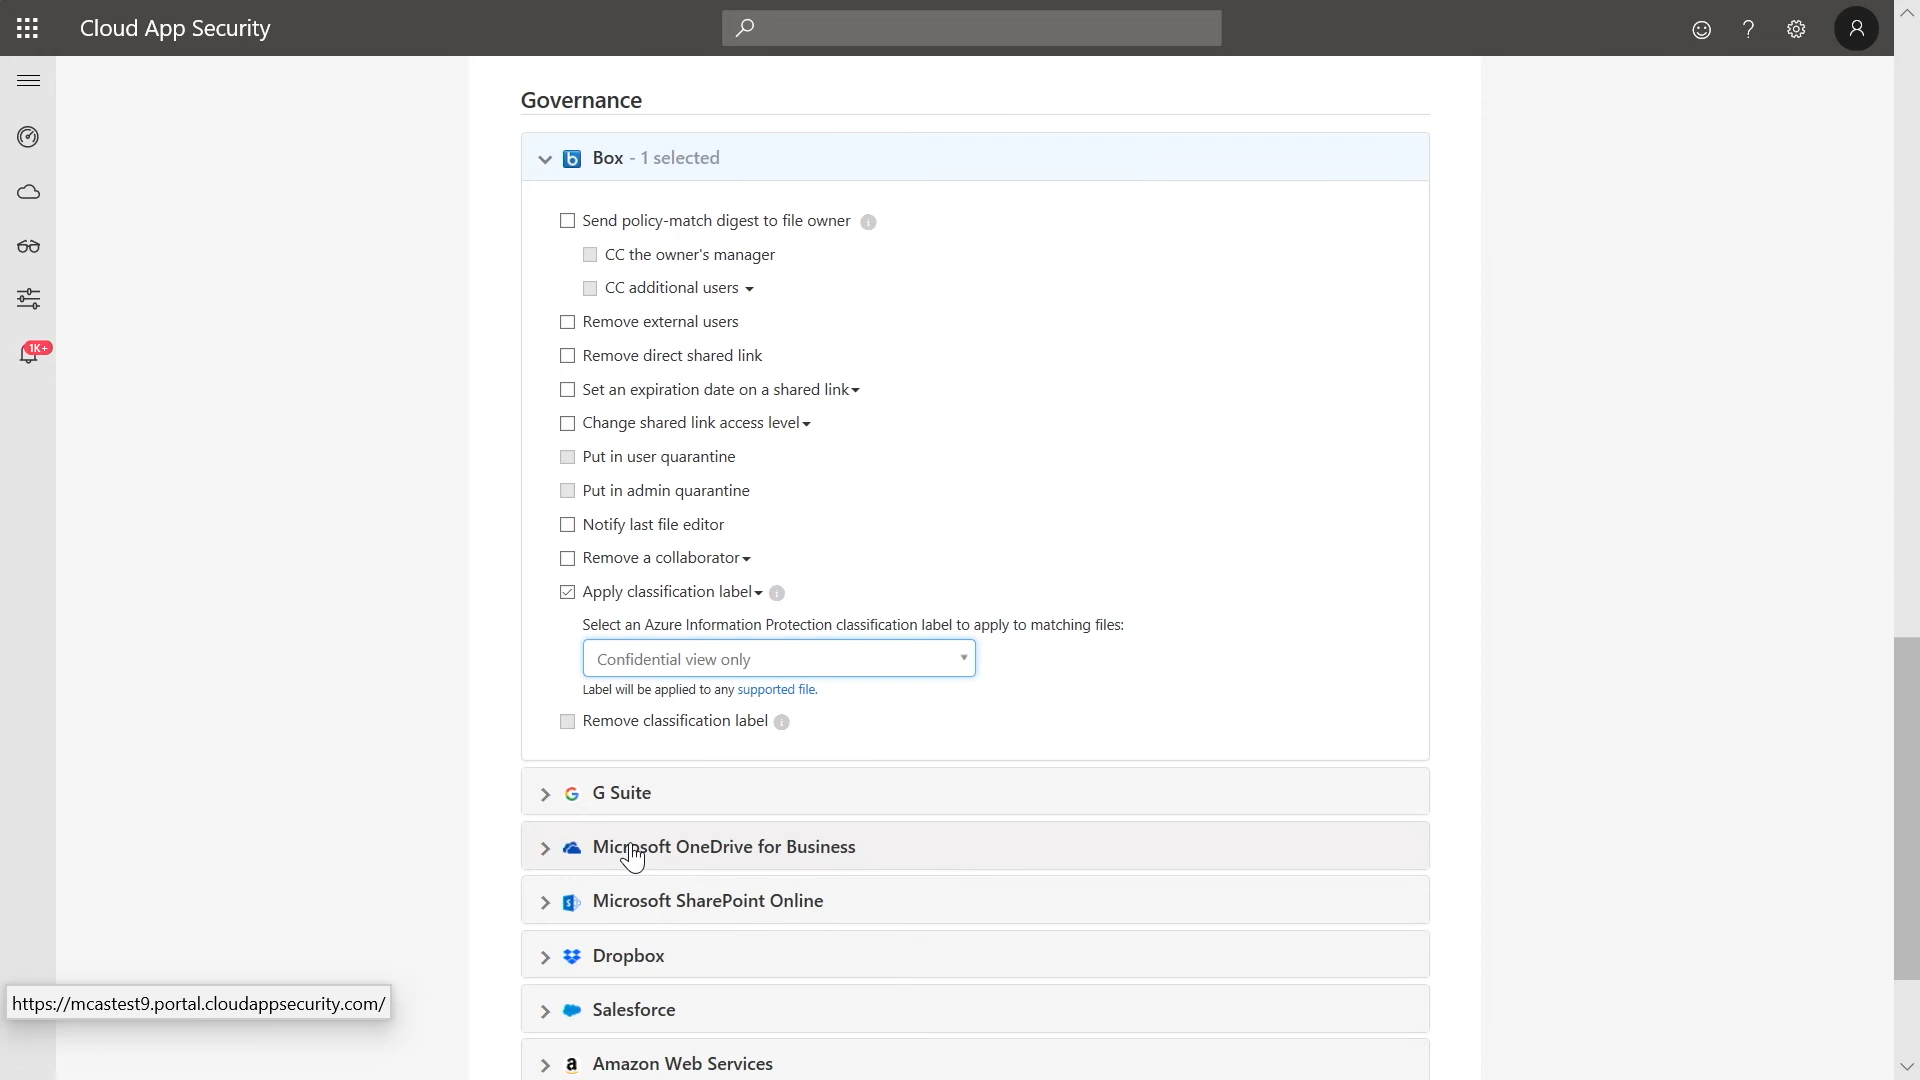 Cloud App Security
Governance
Box - 1 selected
Send policy-match digest to file owner
CC the owner's manager
CC additional users
Remove external users
Remove direct shared link
1K+
Set an expiration date on a shared link
Change shared link access level
Put in user quarantine
Put in admin quarantine
Notify last file editor
Remove a collaborator
Apply classification label
Select an Azure Information Protection classification label to apply to matching files:
Confidential view only
Label will be applied to any supported file.
Remove classification label
G Suite
Microsoft OneDrive for Business
Microsoft SharePoint Online
Dropbox
https://mcastest9.portal.cloudappsecurity.com/
Salesforce
Amazon Web Services